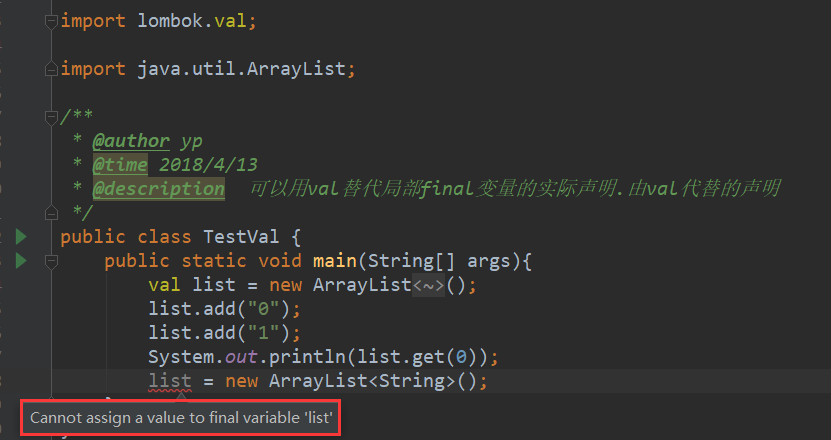 import lombok.val;
import java.util.ArrayList;
/**
* @author yp
* @time 2018/4/13
* @description 可以用val替代局部final变量的实际声明.由val代替的声明
*/
public class TestVal {
public static void main(String[] args){
val list = new ArrayList<~>();
list.add("0");
list.add("1");
System.out.println(list.get(0));
list = new ArrayList<String>();
Cannot assign a value to final variable 'list'